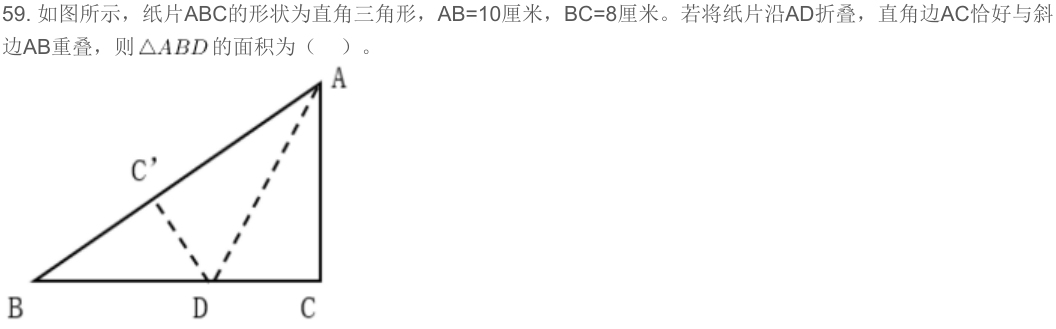 59. 如图所示，纸片ABC的形状为直角三角形，AB=10厘米，BC=8厘米。若将纸片沿AD折叠，直角边AC恰好与斜
边AB重叠，则△ABD的面积为（　）。
A
C'
B
D
C